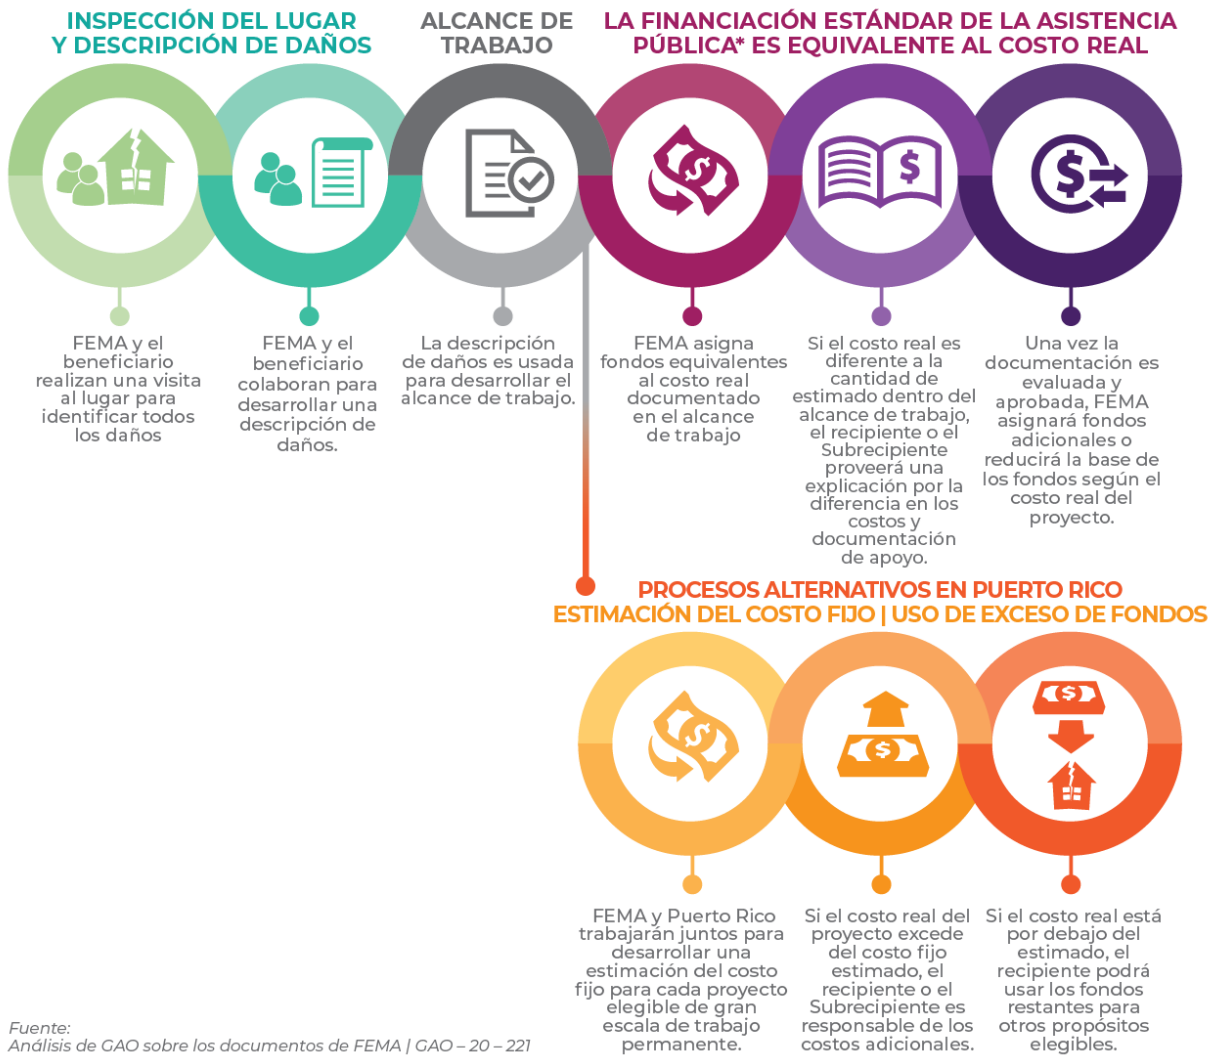 INSPECCIÓN DEL LUGAR
Y DESCRIPCIÓN DE DAÑOS
ALCANCE DE
TRABAJO
LA FINANCIACIÓN ESTÁNDAR DE LA ASISTENCIA
PÚBLICA* ES EQUIVALENTE AL COSTO REAL
$
$
$
FEMA y el
beneficiario
realizan una visita
al lugar para
identificar todos
los daños
FEMA y el
beneficiario
colaboran para
desarrollar una
descripción de
daños.
La descripción
de daños es usada
para desarrollar el
alcance de trabajo.
FEMA asigna
fondos equivalentes
al costo real
documentado
en el alcance
de trabajo
Si el costo real es
diferente a la
cantidad de
estimado dentro del
alcance de trabajo,
el recipiente o el
Subrecipiente
proveerá una
explicación por la
diferencia en los
costos y
documentación
de apoyo.
Una vez la
documentación es
evaluada y
aprobada, FEMA
asignará fondos
adicionales o
reducirá la base de
los fondos según el
costo real del
proyecto.
PROCESOS ALTERNATIVOS EN PUERTO RICO
ESTIMACIÓN DEL COSTO FIJO | USO DE EXCESO DE FONDOS
$
$
$
FEMA y Puerto Rico
trabajarán juntos para
desarrollar una
estimación del costo
fijo para cada proyecto
elegible de gran
escala de trabajo
permanente.
Si el costo real del
proyecto excede
del costo fijo
estimado, el
recipiente o el
Subrecipiente es
responsable de los
costos adicionales.
Si el costo real está
por debajo del
estimado, el
recipiente podrá
usar los fondos
restantes para
otros propósitos
elegibles.
Fuente:
Análisis de GAO sobre los documentos de FEMA | GAO – 20 – 221